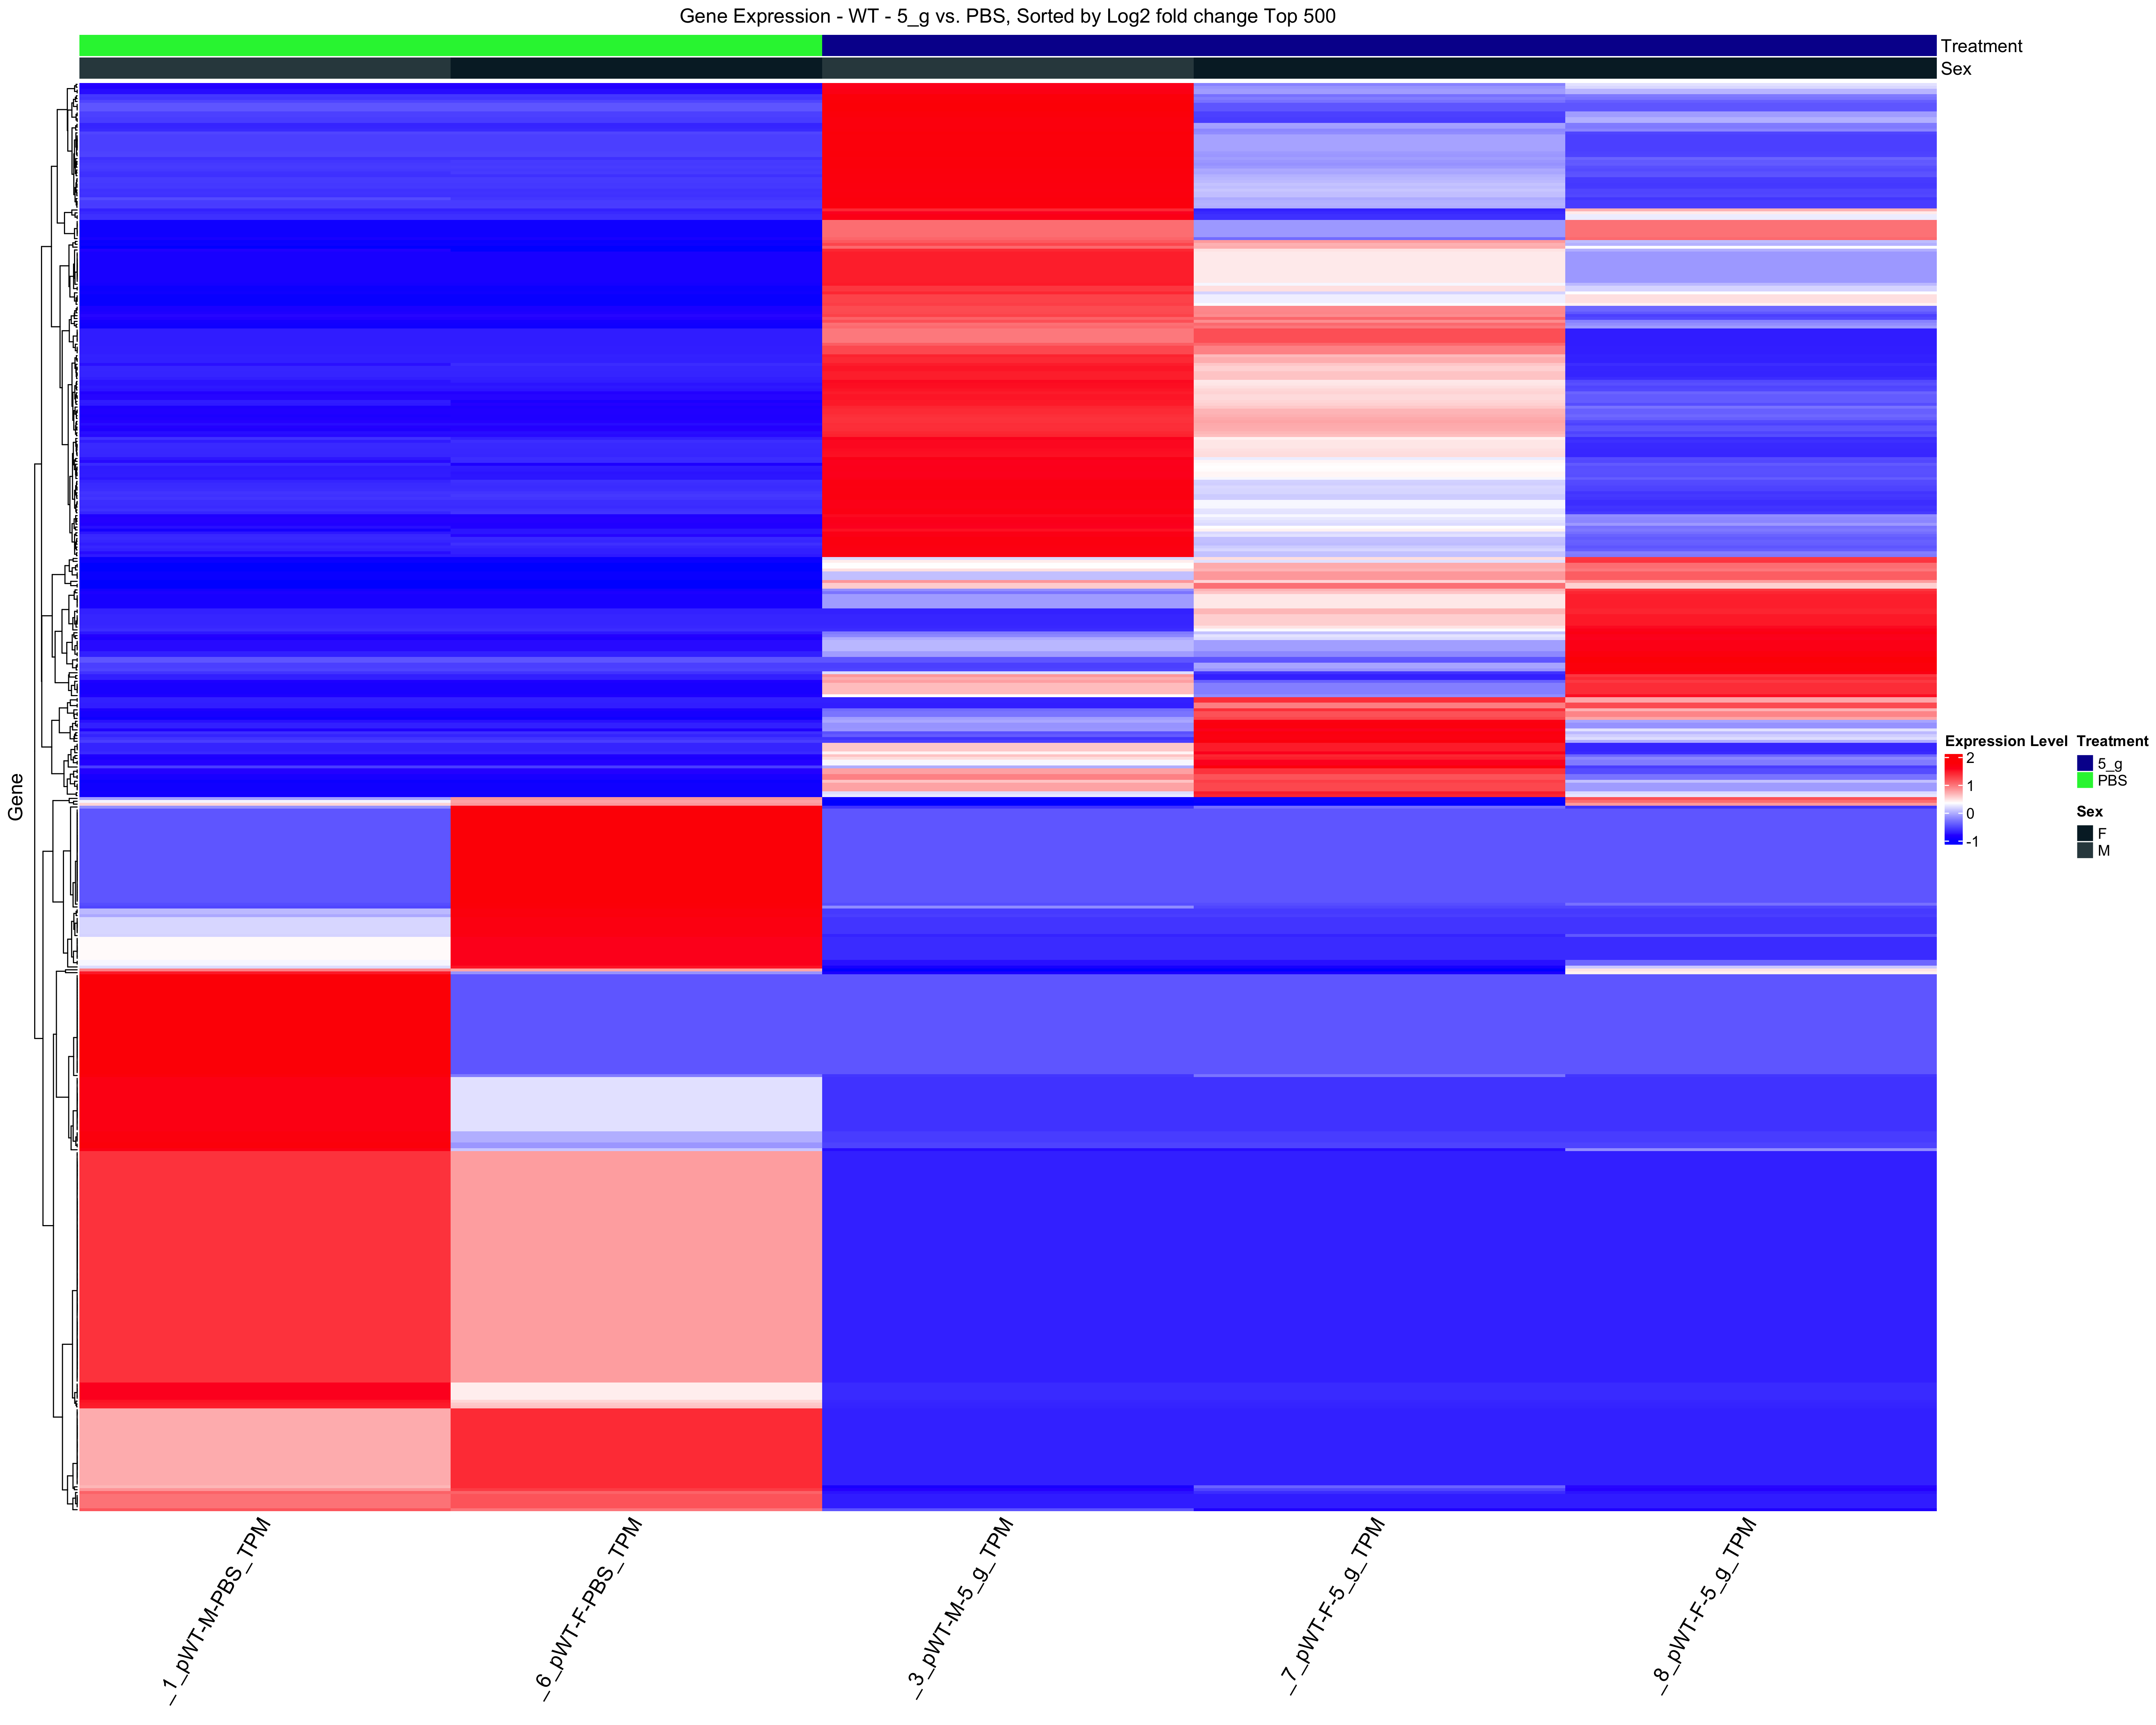 Gene Expression - WT - 5_g vs. PBS, Sorted by Log2 fold change Top 500
Treatment
Sex
Gene
Expression Level
2
1
0
-1
Treatment
5_g
PBS
Sex
F
M
_1_pWT-M-PBS_TPM
_6_pWT-F-PBS_TPM
_3_pWT-M-5_g_TPM
_7_pWT-F-5_g_TPM
_8_pWT-F-5_g_TPM